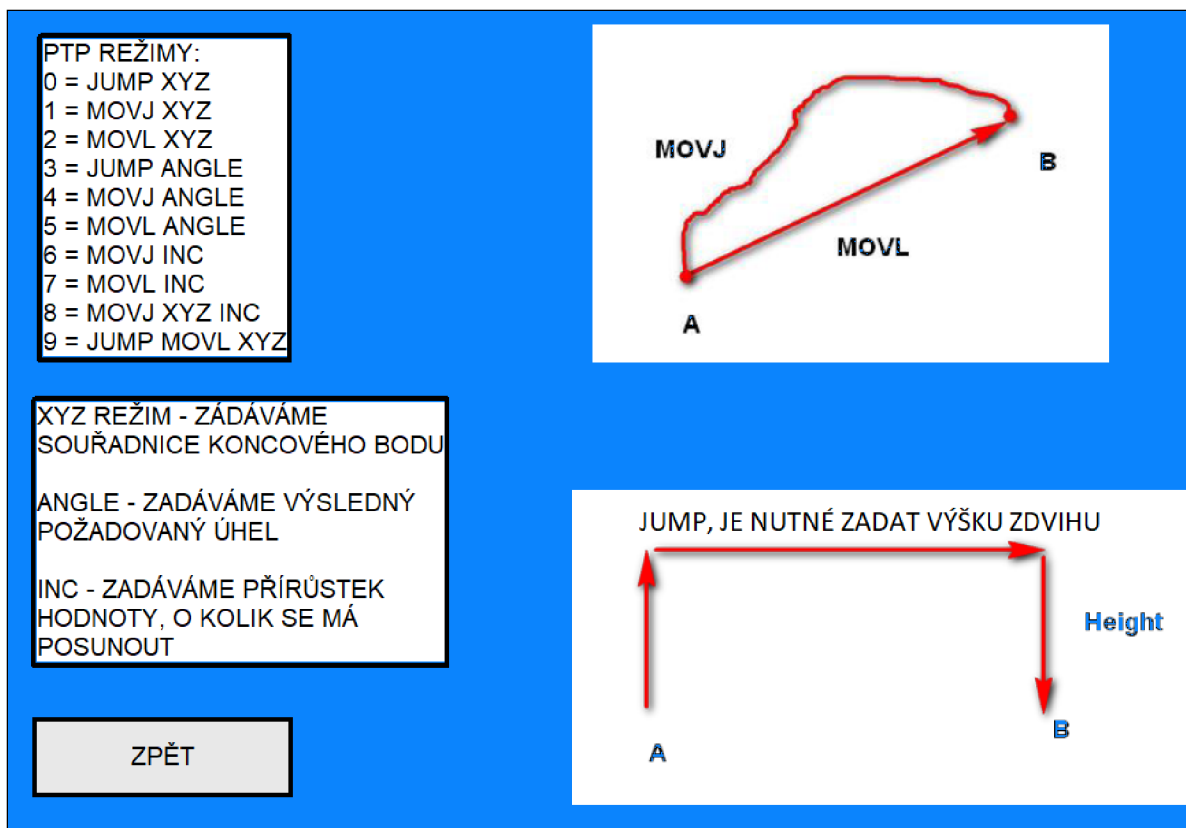 PTP REŽIMY:
0 = JUMP XYZ
1 = MOVJ XYZ
2 = MOVL XYZ
3 = JUMP ANGLE
4 = MOVJ ANGLE
5 = MOVL ANGLE
6 = MOVJ INC
7 = MOVL INC
8 = MOVJ XYZ INC
9 = JUMP MOVL XYZ
MOVJ
B
MOVL
A
XYZ REŽIM - ZÁDÁVÁME
SOUŘADNICE KONCOVÉHO BODU
ANGLE - ZADÁVÁME VÝSLEDNÝ
POŽADOVANÝ ÚHEL
INC - ZADÁVÁME PŘÍRŮSTEK
HODNOTY, O KOLIK SE MÁ
POSUNOUT
JUMP, JE NUTNÉ ZADAT VÝŠKU ZDVIHU
Height
A
B
ZPĚT